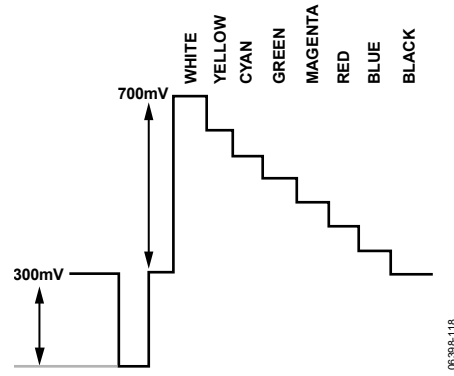 WHITE
YELLOW
CYAN
GREEN
MAGENTA
RED
BLUE
BLACK
700mV
300mV
06398-118